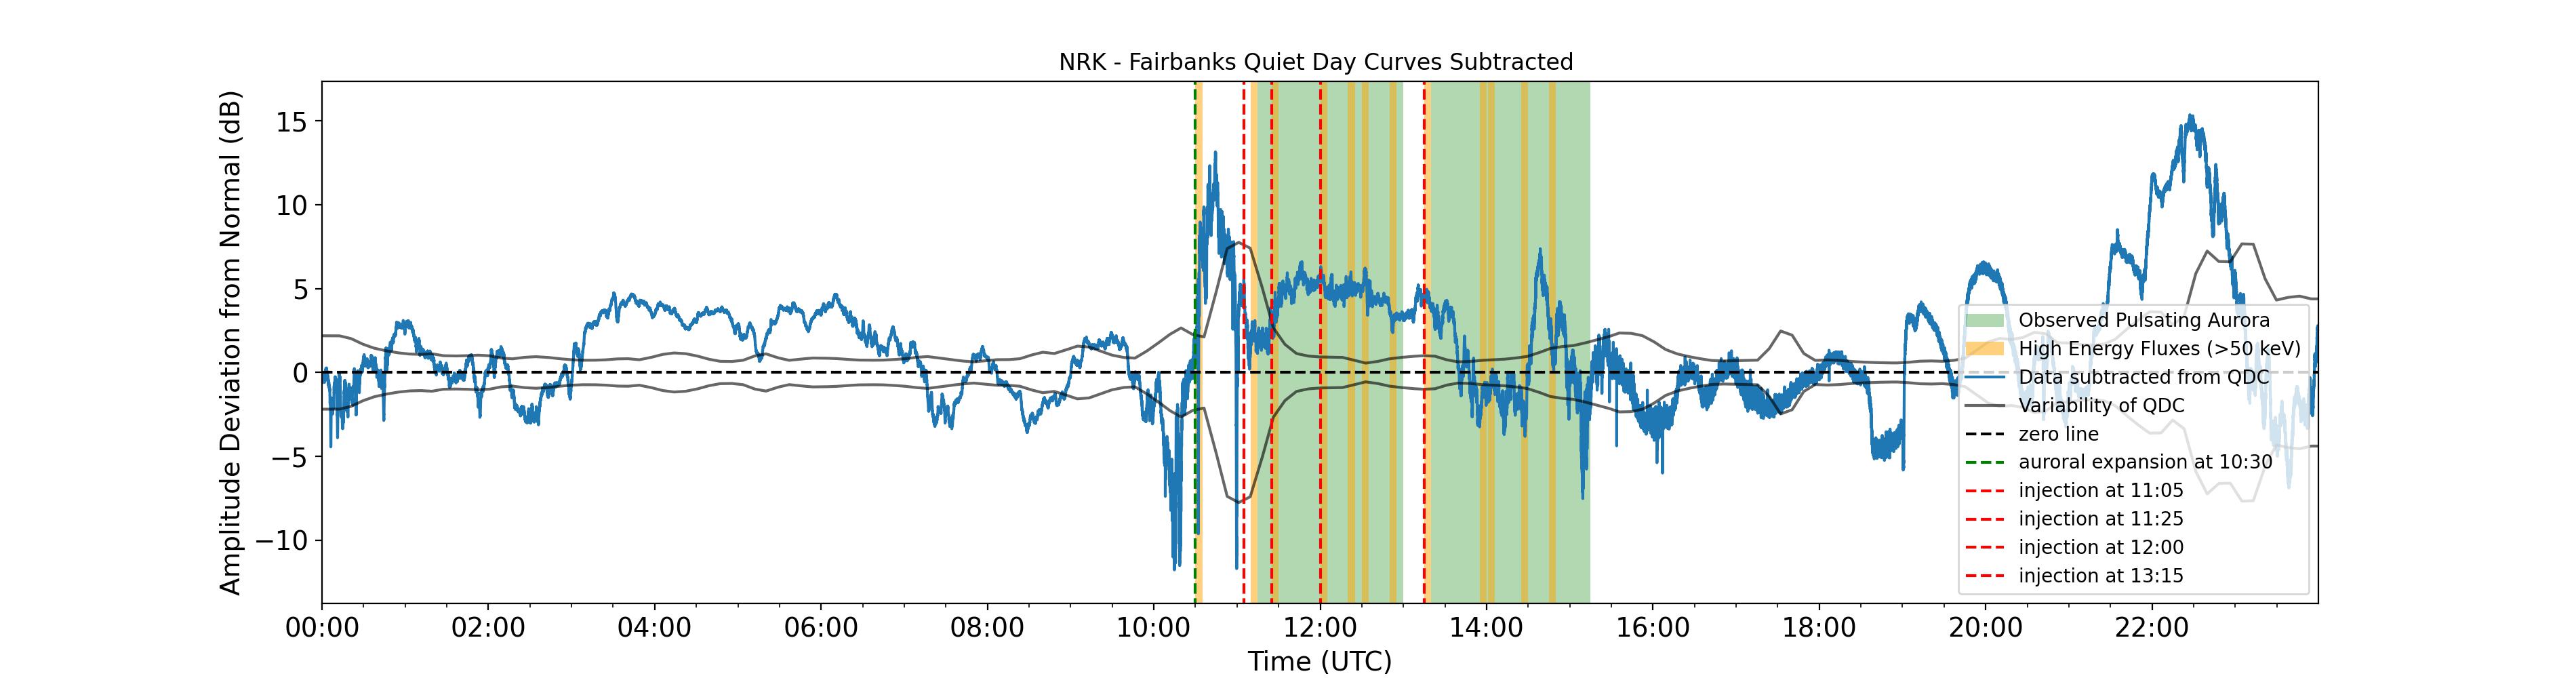 NRK - Fairbanks Quiet Day Curves Subtracted
Amplitude Deviation from Normal (dB)
15
10
5
0
−5
−10
Observed Pulsating Aurora
High Energy Fluxes (>50 keV)
Data subtracted from QDC
Variability of QDC
zero line
auroral expansion at 10:30
injection at 11:05
injection at 11:25
injection at 12:00
injection at 13:15
00:00 02:00 04:00 06:00 08:00 10:00 12:00 14:00 16:00 18:00 20:00 22:00
Time (UTC)